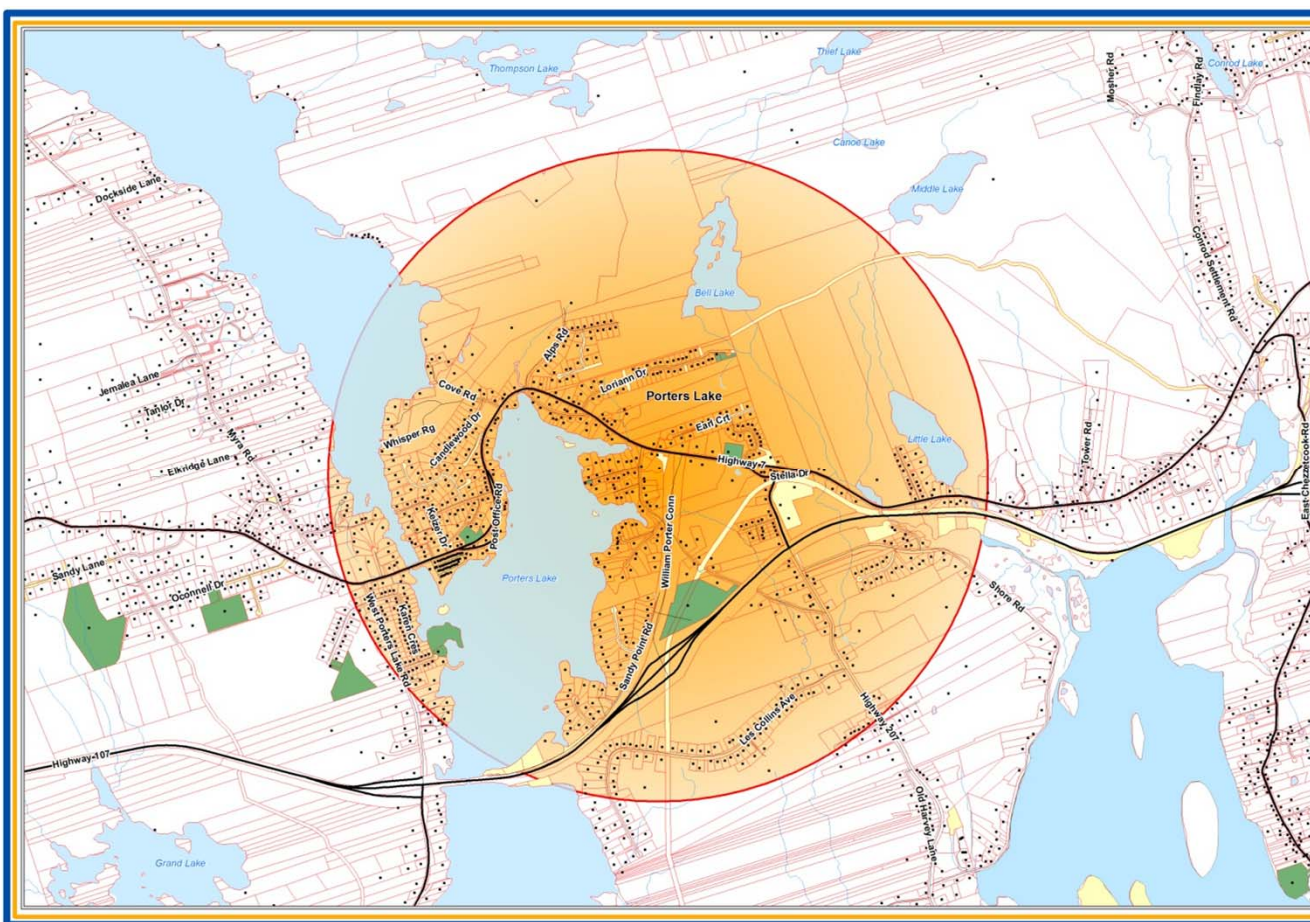 Thompson Lake
Thief Lake
Conrod Lake
Mosher Rd
Findlay Rd
Canoe Lake
Middle Lake
Dockside Lane
Conrod Settlement Rd
Bell Lake
Alps Rd
Loriann Dr
Jemalea Lane
Cove Rd
Porters Lake
Tanlor Dr
Whisper Rg
Candlewood Dr
Earl Crt
Myra Rd
Little Lake
Tower Rd
Elkridge Lane
Highway 7
Stella Dr
East Chezzetcook Rd
Keizer Dr
Post Office Rd
William Porter Conn
Sandy Lane
Oconnell Dr
Porters Lake
Shore Rd
West Porters Lake Rd
Karen Cres
Sandy Point Rd
Les Collins Ave
Highway 207
Highway 107
Old Harvey Lane
Grand Lake